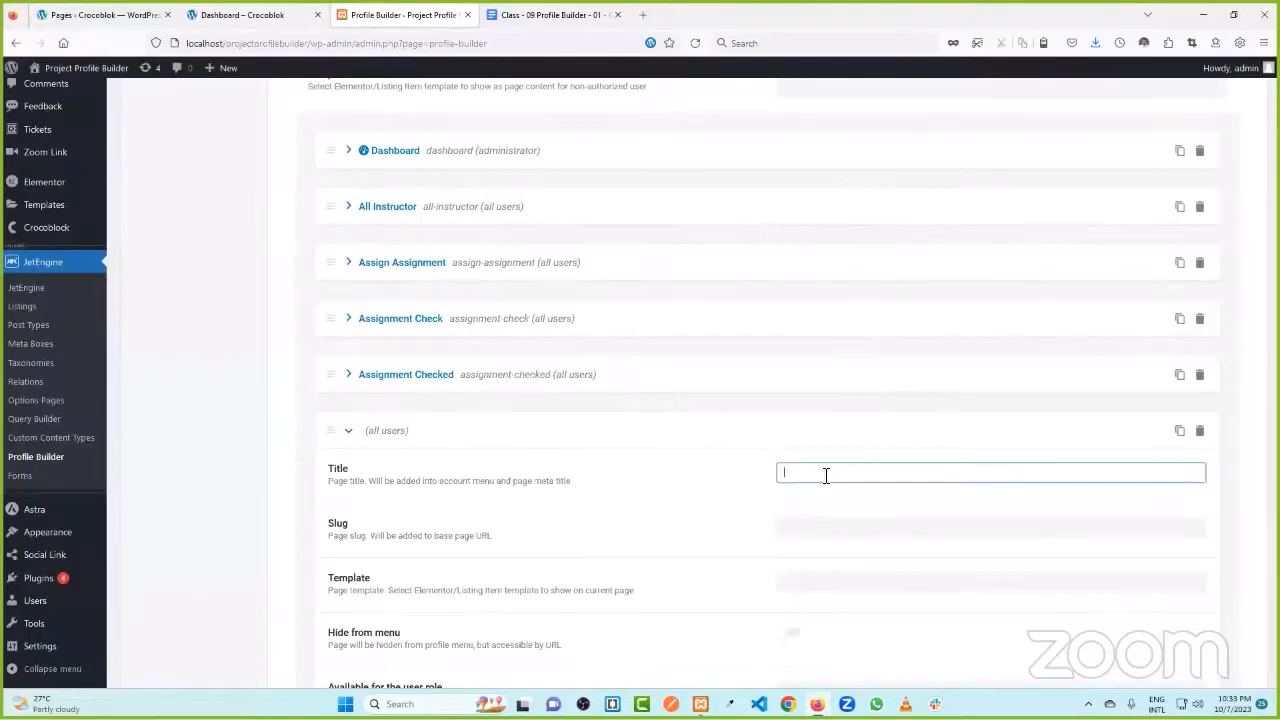 Pages ‹ Crocoblok — WordPres
Dashboard – Crocoblok
Profile Builder ‹ Project Profile B
Class - 09 Profile Builder - 01 - C
localhost/projectprofilebuilder/wp-admin/admin.php?page=profile-builder
Search
Project Profile Builder
4
0
New
Howdy, admin
Comments
Feedback
Tickets
Zoom Link
Elementor
Templates
Crocoblock
JetEngine
JetEngine
Listings
Post Types
Meta Boxes
Taxonomies
Relations
Options Pages
Query Builder
Custom Content Types
Profile Builder
Forms
Astra
Appearance
Social Link
Plugins 4
Users
Tools
Settings
Collapse menu
Select Elementor/Listing Item template to show as page content for non-authorized user
Dashboard dashboard (administrator)
All Instructor all-instructor (all users)
Assign Assignment assign-assignment (all users)
Assignment Check assignment-check (all users)
Assignment Checked assignment-checked (all users)
(all users)
Title
Page title. Will be added into account menu and page meta title
Slug
Page slug. Will be added to base page URL
Template
Page template. Select Elementor/Listing Item template to show on current page
Hide from menu
Page will be hidden from profile menu, but accessible by URL
Available for the user role
zoom
27°C
Partly cloudy
Search
ENG
INTL
10:33 PM
10/7/2023
25